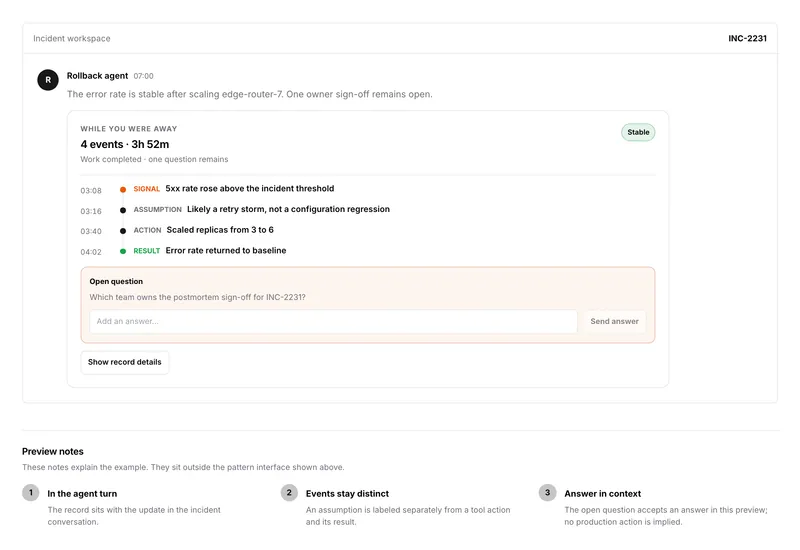 Incident workspace
INC-2231
R
Rollback agent 07:00
The error rate is stable after scaling edge-router-7. One owner sign-off remains open.
WHILE YOU WERE AWAY
Stable
4 events · 3h 52m
Work completed · one question remains
03:08 SIGNAL 5xx rate rose above the incident threshold
03:16 ASSUMPTION Likely a retry storm, not a configuration regression
03:40 ACTION Scaled replicas from 3 to 6
04:02 RESULT Error rate returned to baseline
Open question
Which team owns the postmortem sign-off for INC-2231?
Add an answer...
Send answer
Show record details
Preview notes
These notes explain the example. They sit outside the pattern interface shown above.
1 In the agent turn
The record sits with the update in the incident
conversation.
2 Events stay distinct
An assumption is labeled separately from a tool action
and its result.
3 Answer in context
The open question accepts an answer in this preview;
no production action is implied.